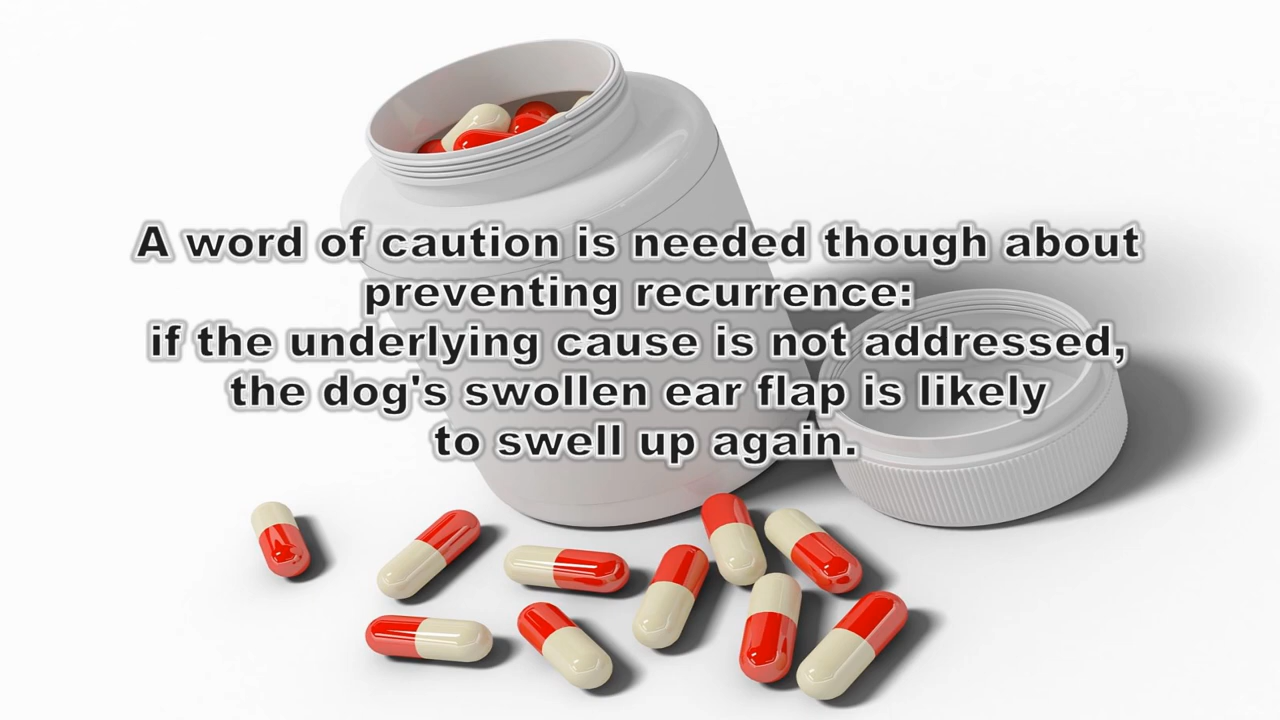 A word of caution is needed though about
preventing recurrence:
if the underlying cause is not addressed,
the dog's swollen ear flap is likely
to swell up again.